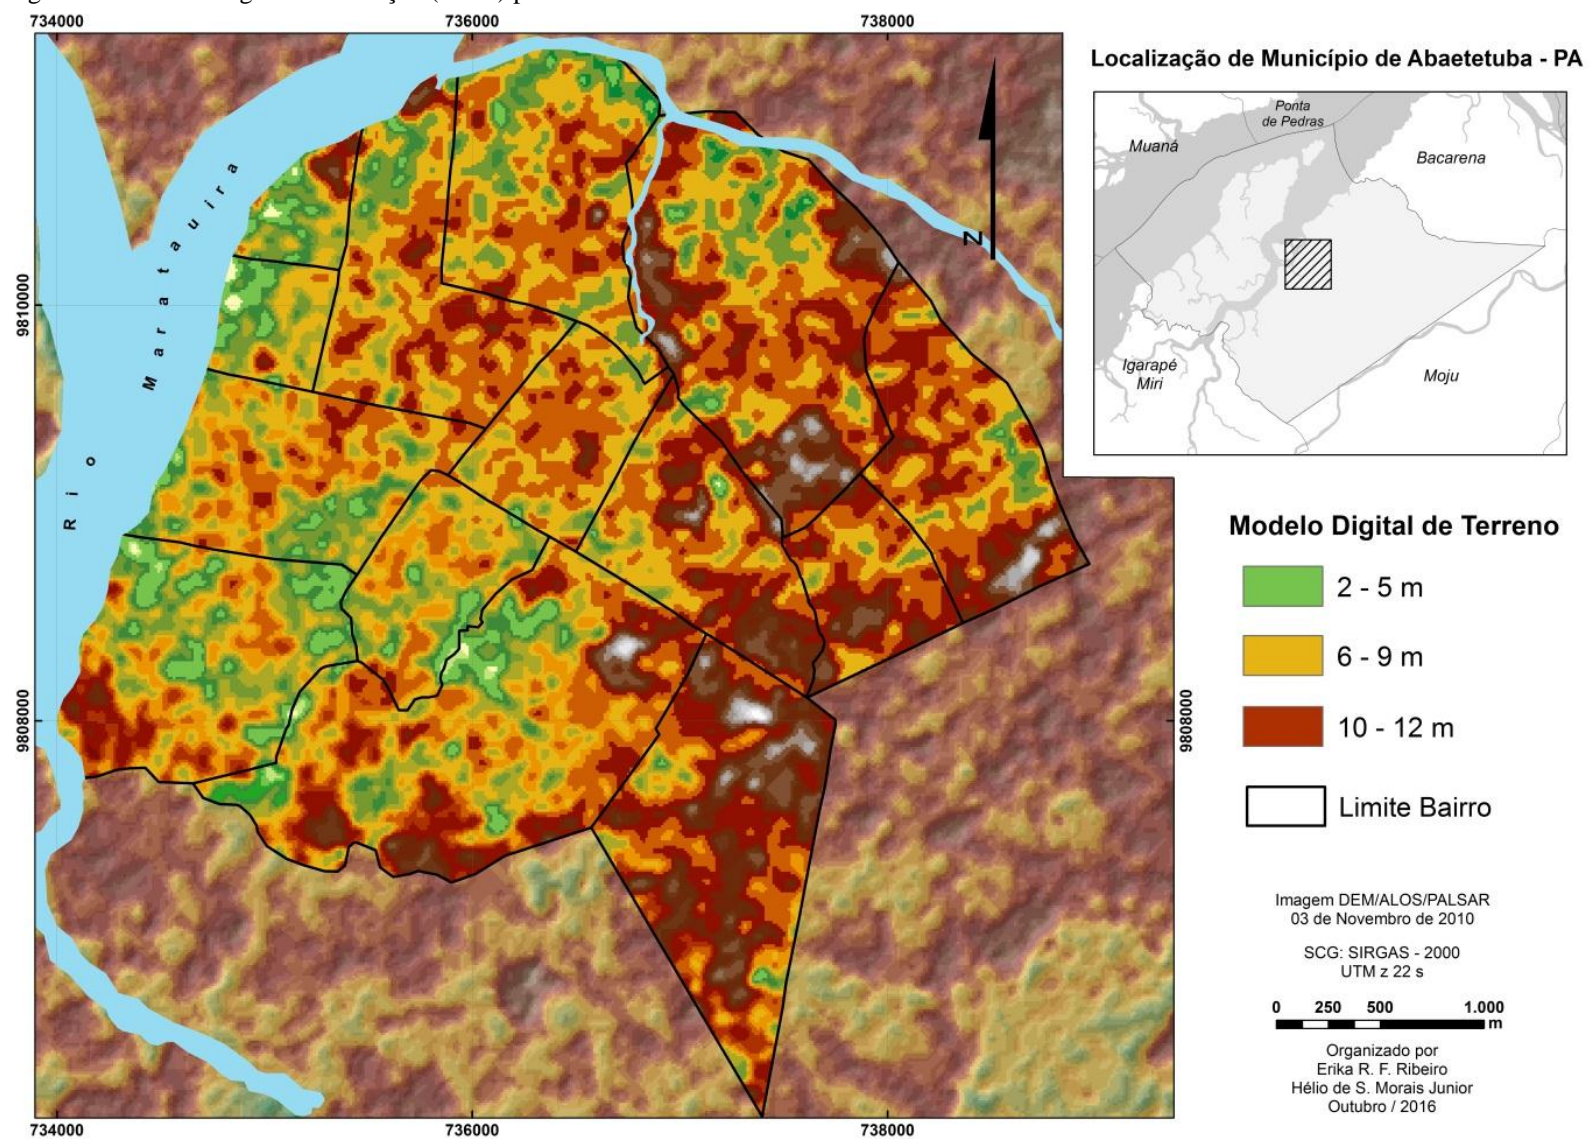 734000
736000
738000
Localização de Município de Abaetetuba - PA
Ponta
de Pedras
Muaná
Bacarena
Igarapé
Miri
Moju
N
9810000
Rio Maratauira
9808000
9808000
Modelo Digital de Terreno
2 - 5 m
6 - 9 m
10 - 12 m
Limite Bairro
Imagem DEM/ALOS/PALSAR
03 de Novembro de 2010
SCG: SIRGAS - 2000
UTM z 22 s
0 250 500 1.000
m
Organizado por
Erika R. F. Ribeiro
Hélio de S. Morais Junior
Outubro / 2016
734000
736000
738000